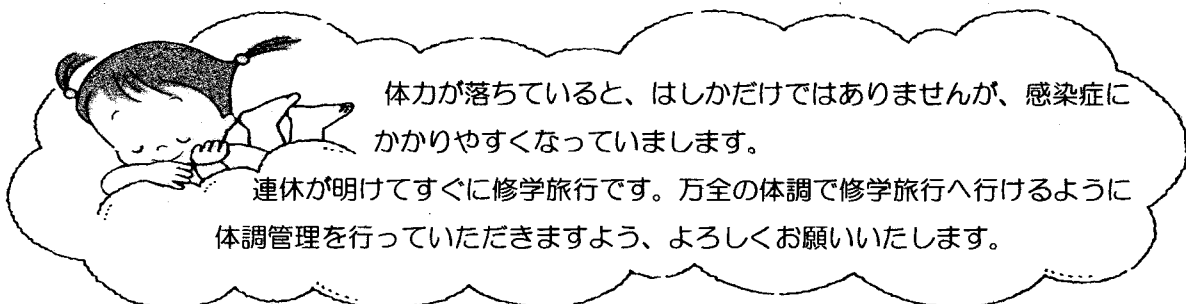 体力が落ちていると、はしかだけではありませんが、感染症に
かかりやすくなっていまします。
連休が明けてすぐに修学旅行です。万全の体調で修学旅行へ行けるように
体調管理を行っていただきますよう、よろしくお願いいたします。